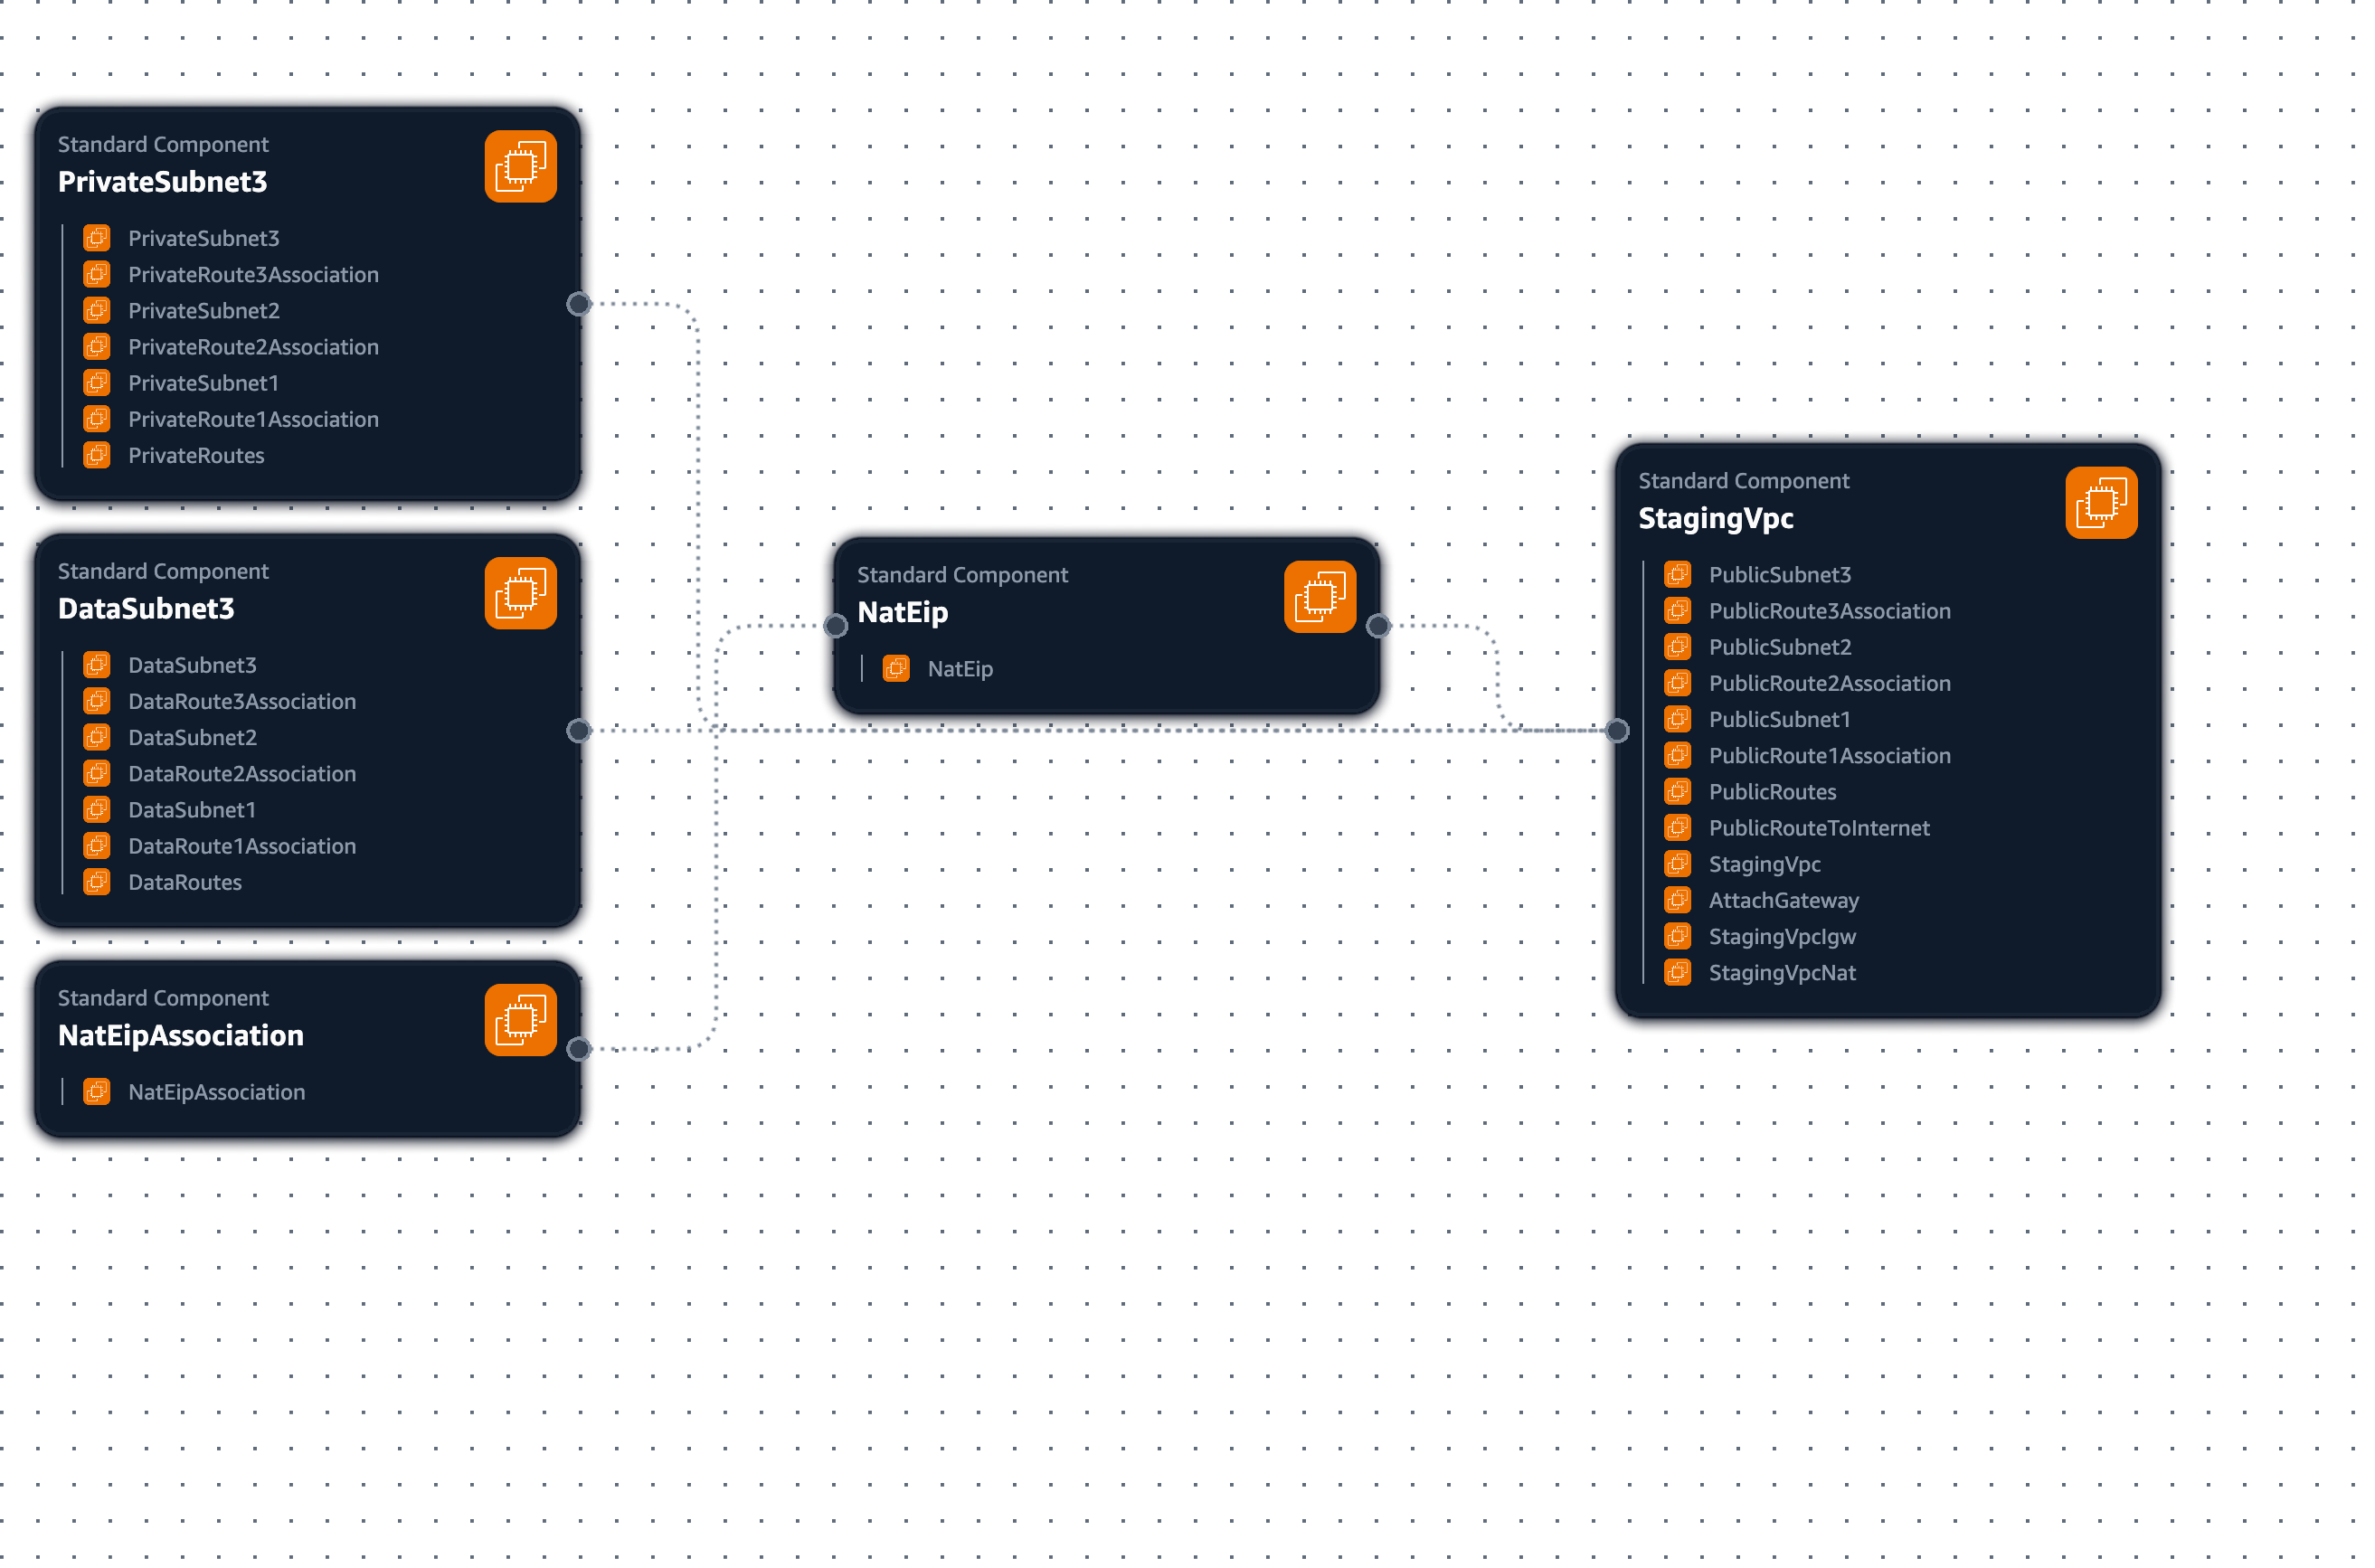 Standard Component
PrivateSubnet3
PrivateSubnet3
PrivateRoute3Association
PrivateSubnet2
PrivateRoute2Association
PrivateSubnet1
PrivateRoute1Association
PrivateRoutes
Standard Component
DataSubnet3
DataSubnet3
DataRoute3Association
DataSubnet2
DataRoute2Association
DataSubnet1
DataRoute1Association
DataRoutes
Standard Component
NatEipAssociation
NatEipAssociation
Standard Component
NatEip
NatEip
Standard Component
StagingVpc
PublicSubnet3
PublicRoute3Association
PublicSubnet2
PublicRoute2Association
PublicSubnet1
PublicRoute1Association
PublicRoutes
PublicRouteToInternet
StagingVpc
AttachGateway
StagingVpcIgw
StagingVpcNat